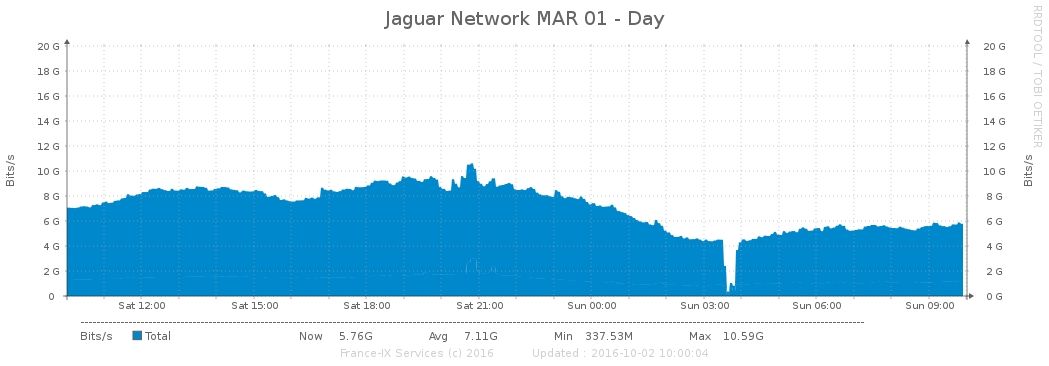 Jaguar Network MAR 01 - Day
RRDTOOL / TOBI OETIKER
Bits/s
Bits/s
20 G 20 G
18 G 18 G
16 G 16 G
14 G 14 G
12 G 12 G
10 G 10 G
8 G 8 G
6 G 6 G
4 G 4 G
2 G 2 G
0 0 G
Sat 12:00 Sat 15:00 Sat 18:00 Sat 21:00 Sun 00:00 Sun 03:00 Sun 06:00 Sun 09:00
Bits/s Total Now 5.76G Avg 7.11G Min 337.53M Max 10.59G
France-IX Services (c) 2016 Updated : 2016-10-02 10:00:04